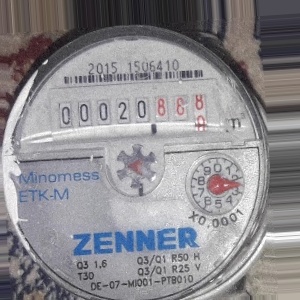 2015 1506410
00020 888 m
Minomess
ETK-M
X0.0001
ZENNER
Q3 1,6 Q3/Q1 R50 H
T30 Q3/Q1 R25 V
DE-07-MI001-PTB010